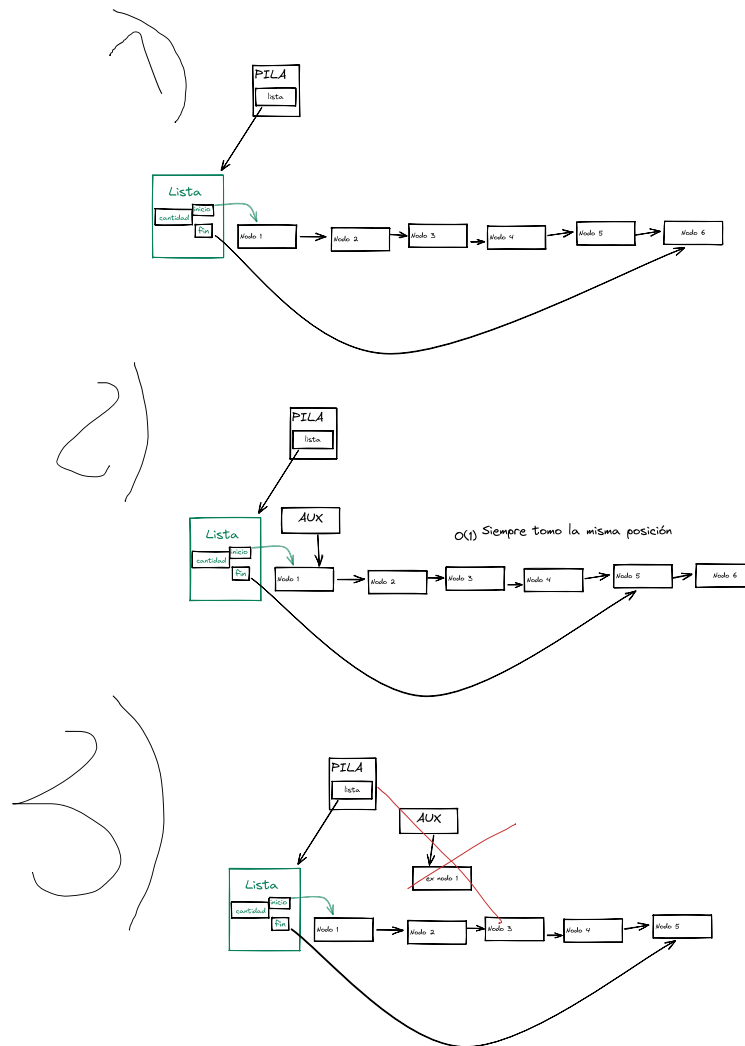 1)
PILA
lista
Lista
inicio
cantidad
fin
Nodo 1
Nodo 2
Nodo 3
Nodo 4
Nodo 5
Nodo 6
2)
PILA
lista
AUX
Lista
inicio
cantidad
fin
O(1) Siempre tomo la misma posición
Nodo 1
Nodo 2
Nodo 3
Nodo 4
Nodo 5
Nodo 6
3)
PILA
lista
AUX
ex nodo 1
Lista
inicio
cantidad
fin
Nodo 1
Nodo 2
Nodo 3
Nodo 4
Nodo 5